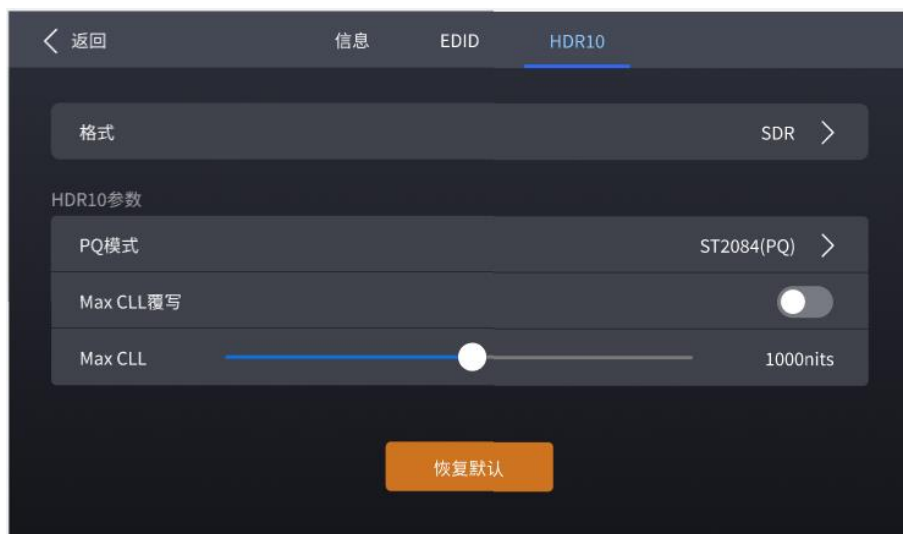 返回 信息 EDID HDR10
格式 SDR
HDR10参数
PQ模式 ST2084(PQ)
Max CLL覆写
Max CLL 1000nits
恢复默认